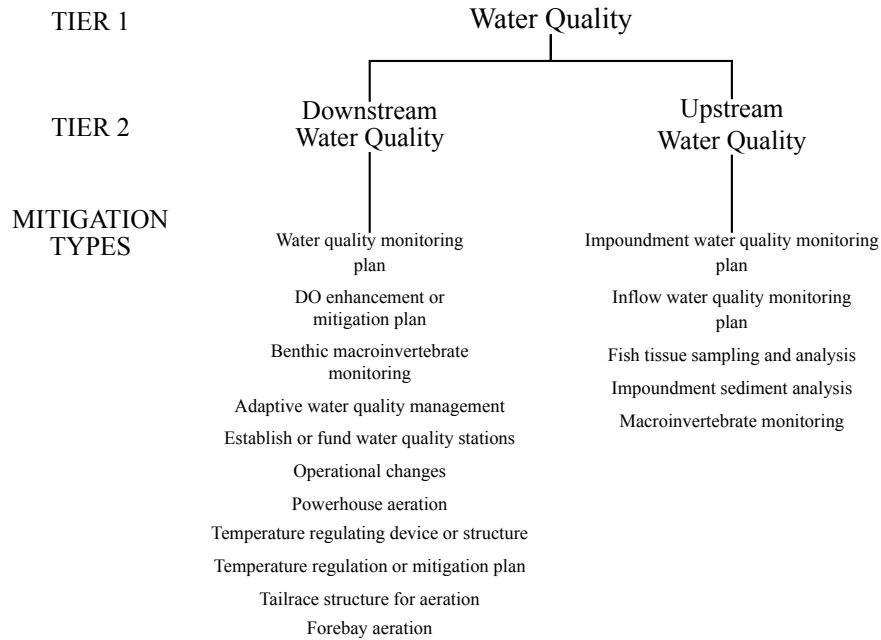 TIER 1
Water Quality
TIER 2
Downstream
Water Quality
Upstream
Water Quality
MITIGATION
TYPES
Water quality monitoring
plan
DO enhancement or
mitigation plan
Benthic macroinvertebrate
monitoring
Adaptive water quality management
Establish or fund water quality stations
Operational changes
Powerhouse aeration
Temperature regulating device or structure
Temperature regulation or mitigation plan
Tailrace structure for aeration
Forebay aeration
Impoundment water quality monitoring
plan
Inflow water quality monitoring
plan
Fish tissue sampling and analysis
Impoundment sediment analysis
Macroinvertebrate monitoring